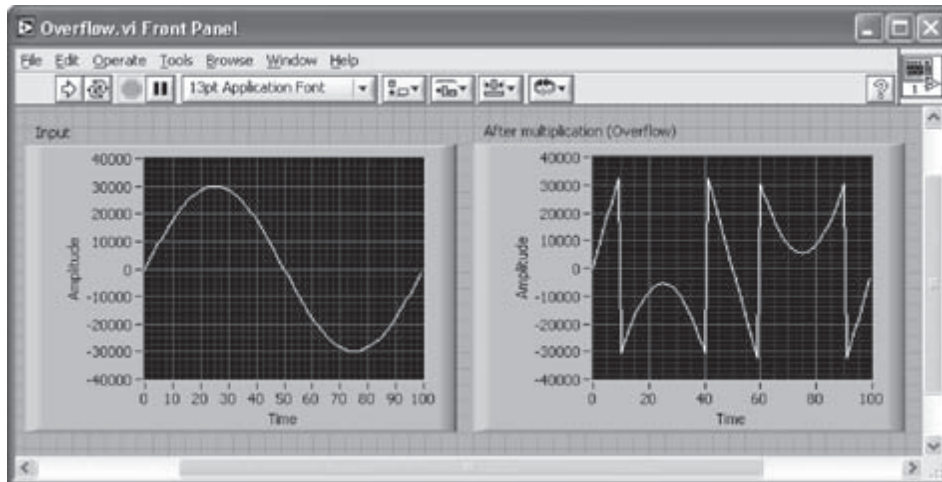 Overflow.vi Front Panel
File Edit Operate Tools Browse Window Help
13pt Application Font
1
Input
40000
30000
20000
10000
0
-10000
-20000
-30000
-40000
Amplitude
0 10 20 30 40 50 60 70 80 90 100
Time
After multiplication (Overflow)
40000
30000
20000
10000
0
-10000
-20000
-30000
-40000
Amplitude
0 20 40 60 80 100
Time